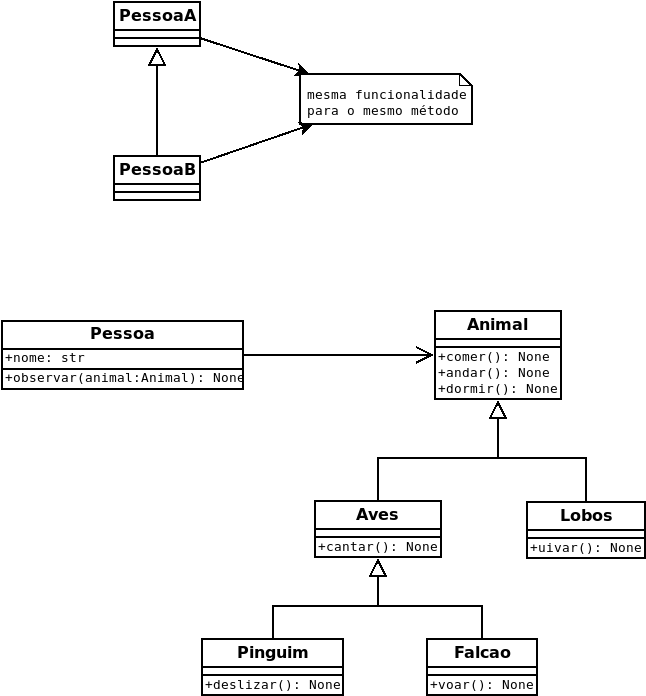 PessoaA
mesma funcionalidade
para o mesmo método
PessoaB
Pessoa
+nome: str
+observar(animal:Animal): None
Animal
+comer(): None
+andar(): None
+dormir(): None
Aves
+cantar(): None
Lobos
+uivar(): None
Pinguim
+deslizar(): None
Falcao
+voar(): None